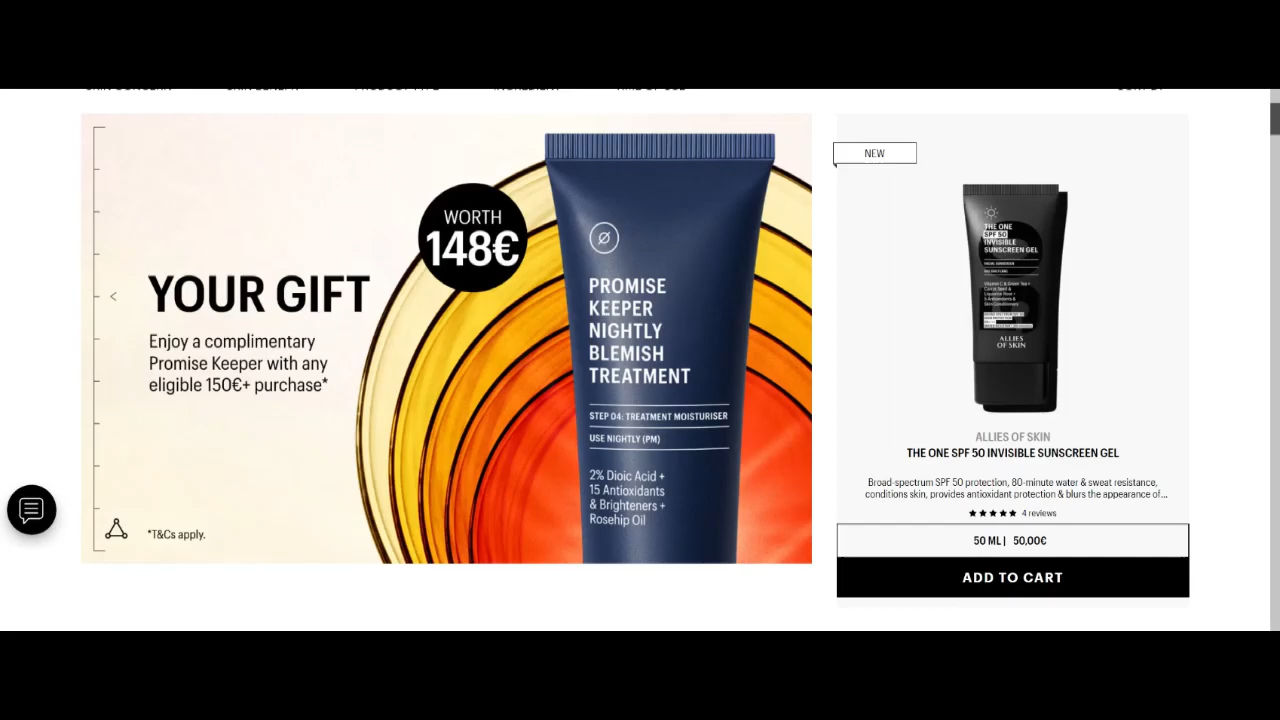 YOUR GIFT
Enjoy a complimentary
Promise Keeper with any
eligible 150€+ purchase*
*T&Cs apply.
WORTH
148€
PROMISE
KEEPER
NIGHTLY
BLEMISH
TREATMENT
STEP 04: TREATMENT MOISTURISER
USE NIGHTLY (PM)
2% Dioic Acid +
15 Antioxidants
& Brighteners +
Rosehip Oil
NEW
THE ONE
SPF 50
INVISIBLE
SUNSCREEN GEL
ALLIES
OF SKIN
ALLIES OF SKIN
THE ONE SPF 50 INVISIBLE SUNSCREEN GEL
Broad-spectrum SPF 50 protection, 80-minute water & sweat resistance,
conditions skin, provides antioxidant protection & blurs the appearance of...
4 reviews
50 ML | 50,00€
ADD TO CART